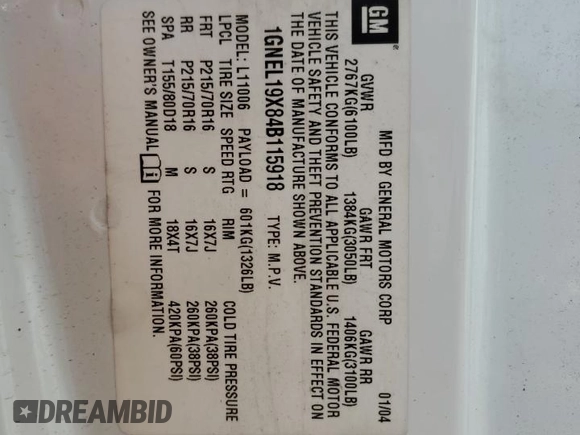 GM
®
MFD BY GENERAL MOTORS CORP 01/04
GVWR GAWR FRT GAWR RR
2767KG(6100LB) 1384KG(3050LB) 1406KG(3100LB)
THIS VEHICLE CONFORMS TO ALL APPLICABLE U.S. FEDERAL MOTOR
VEHICLE SAFETY AND THEFT PREVENTION STANDARDS IN EFFECT ON
THE DATE OF MANUFACTURE SHOWN ABOVE.
1GNEL19X84B115918 TYPE: M.P.V.
MODEL: L11006 PAYLOAD = 601KG(1326LB)
LPCL TIRE SIZE SPEED RTG RIM COLD TIRE PRESSURE
FRT P215/70R16 S 16X7J 260KPA(38PSI)
RR P215/70R16 S 16X7J 260KPA(38PSI)
SPA T155/80D18 M 18X4T 420KPA(60PSI)
SEE OWNER'S MANUAL i FOR MORE INFORMATION.
DREAMBID